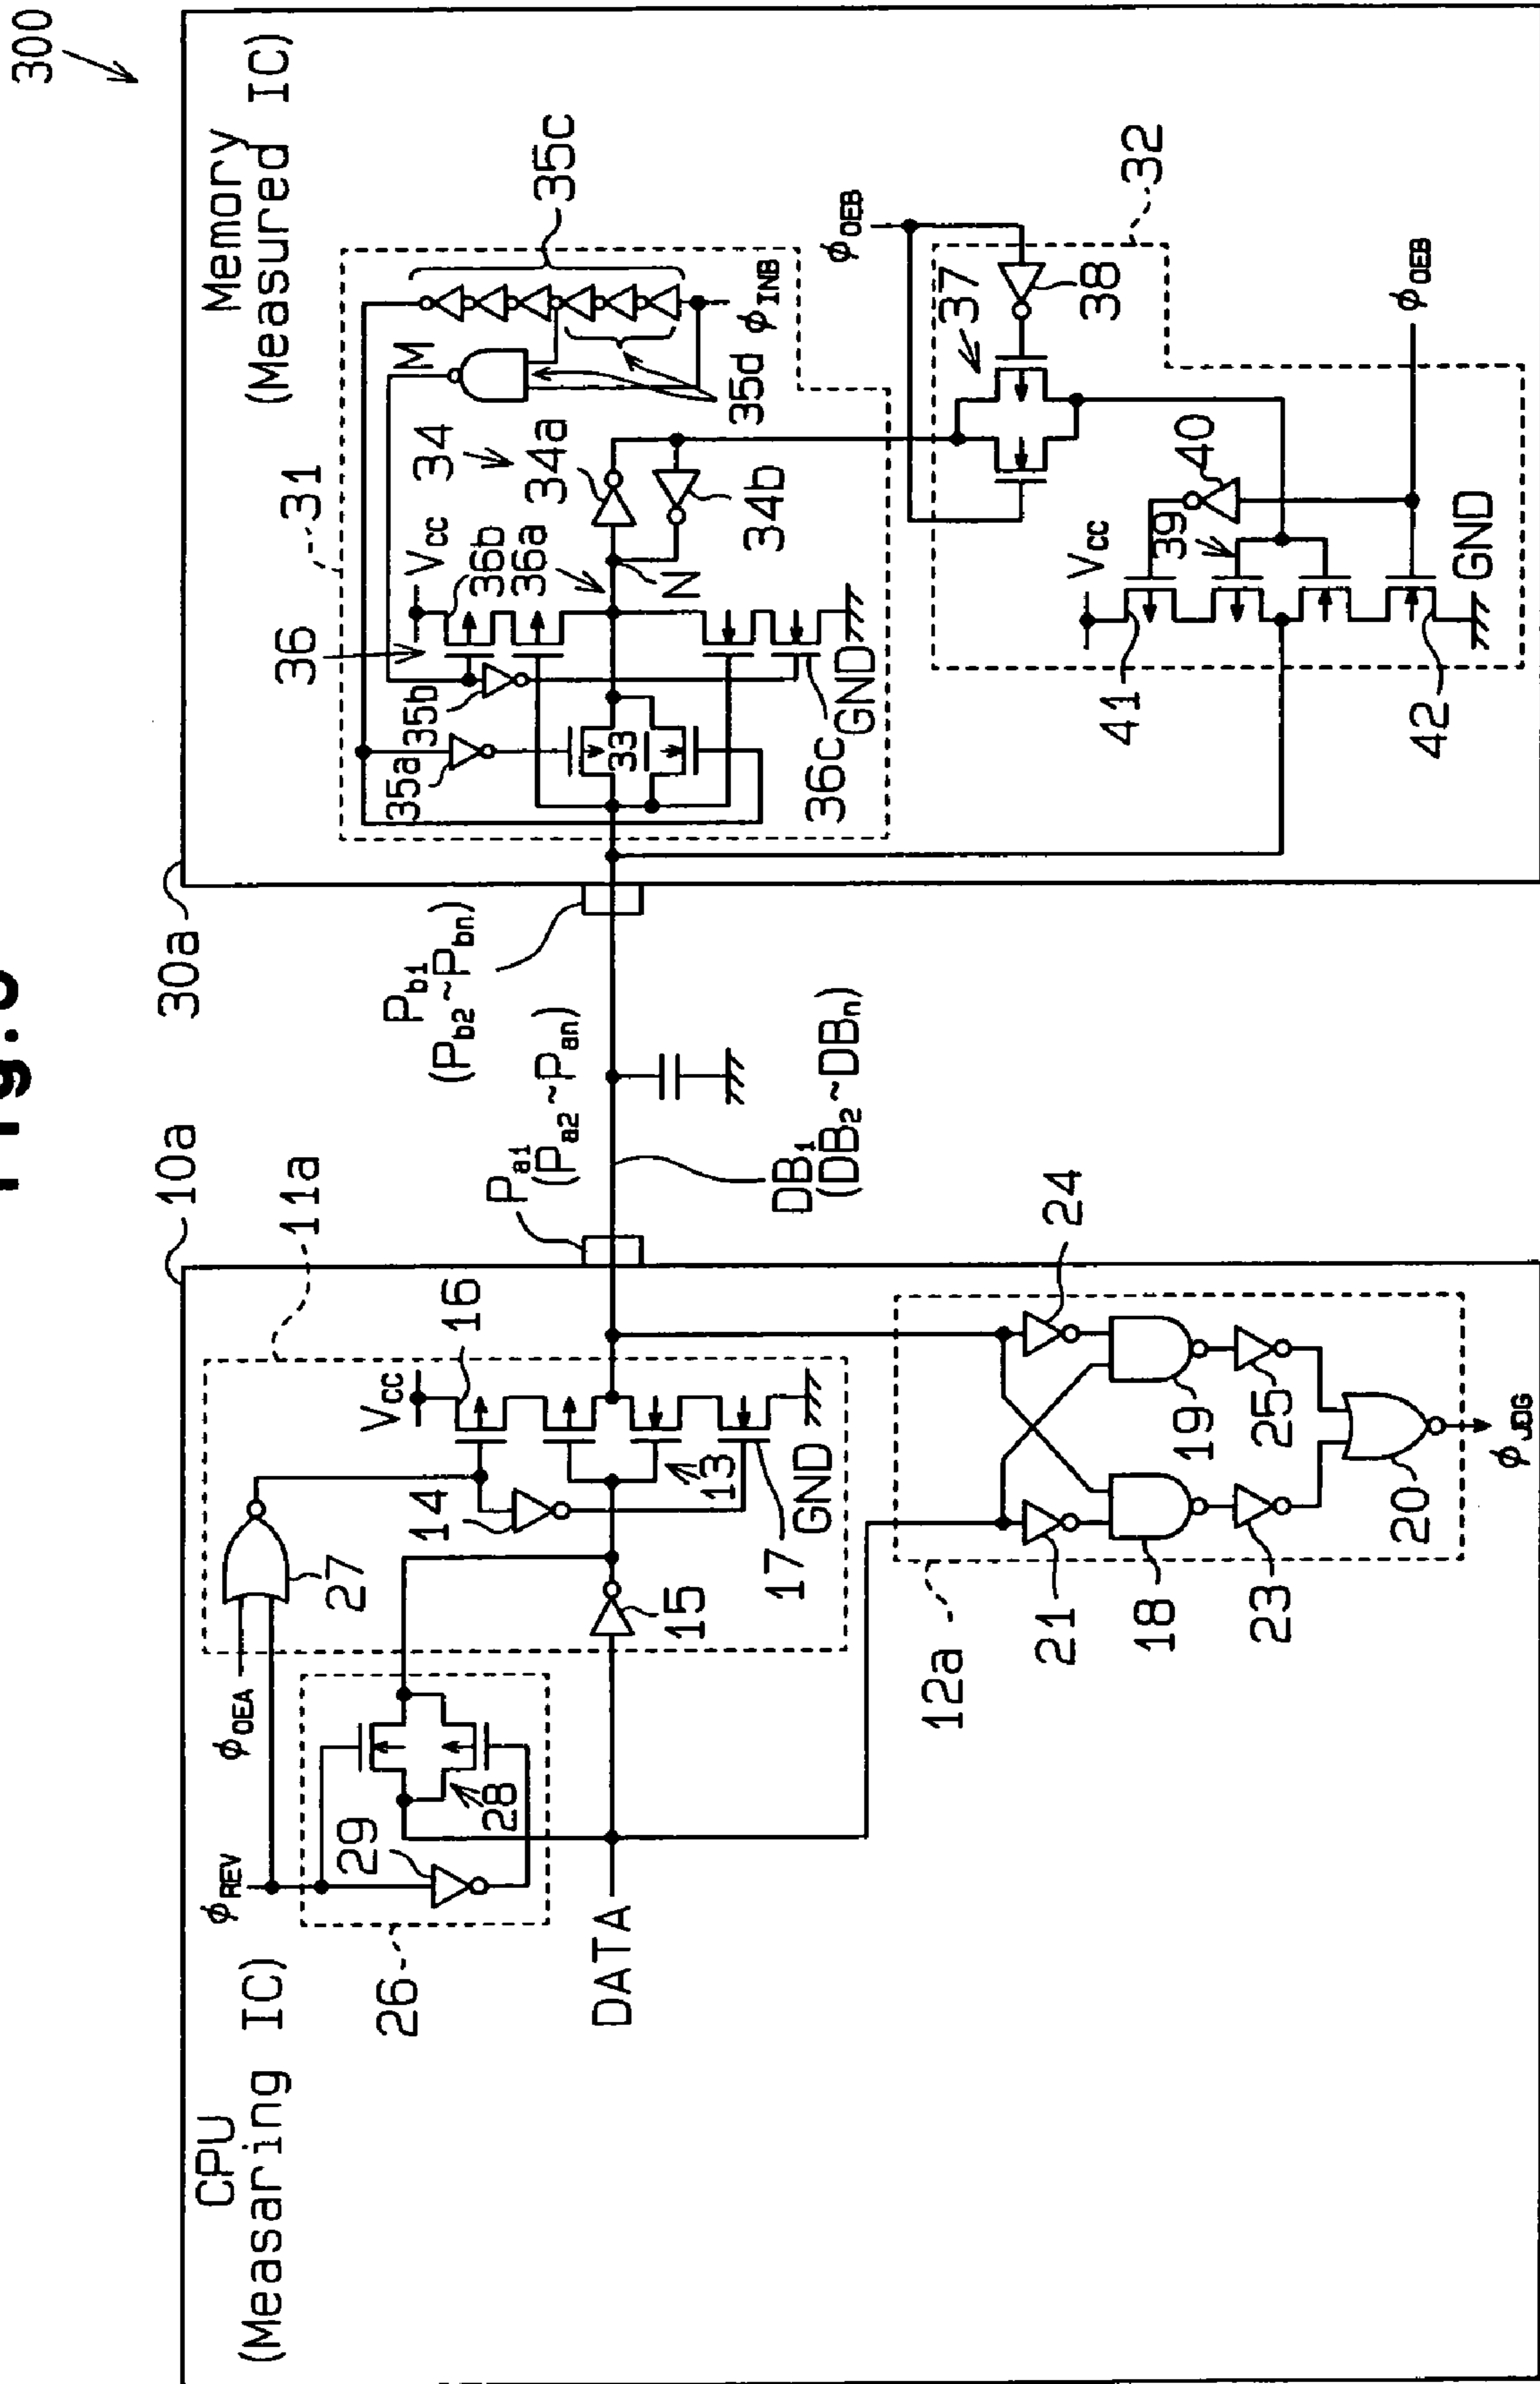 300
CPU
(Measaring IC)
10a
φREV
φOEA
27
26
29
28
DATA
11a
VCC
16
14
15
13
17
GND
12a
21
24
18
19
23
25
20
φJDG
Pa1
(Pa2~Pan)
DB1
(DB2~DBn)
Pb1
(Pb2~Pbn)
30a
Memory
(Measured IC)
31
36
VCC
36b
36a
35a
35b
33
36c
GND
34
34a
34b
N
M
35c
35d
φINB
φOEB
32
37
38
VCC
39
40
41
42
GND
φOEB